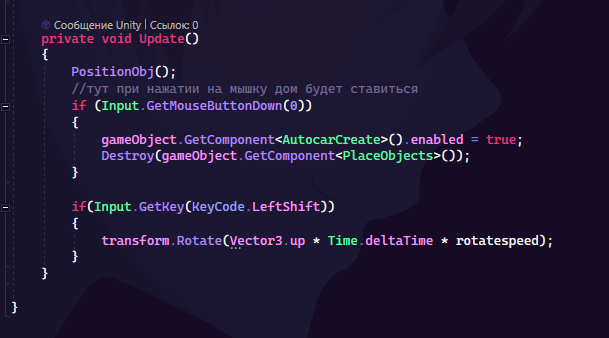 Сообщение Unity | Ссылок: 0
private void Update()
{
PositionObj();
//тут при нажатии на мышку дом будет ставиться
if (Input.GetMouseButtonDown(0))
{
gameObject.GetComponent<AutocarCreate>().enabled = true;
Destroy(gameObject.GetComponent<PlaceObjects>());
}
if(Input.GetKey(KeyCode.LeftShift))
{
transform.Rotate(Vector3.up * Time.deltaTime * rotatespeed);
}
}
}